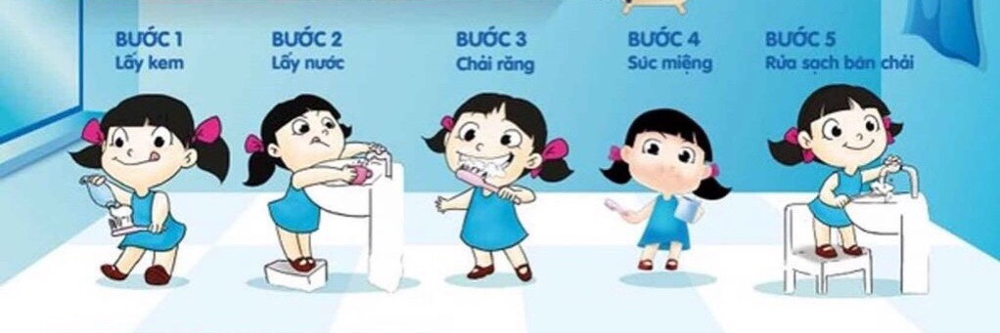 BƯỚC 1
Lấy kem
BƯỚC 2
Lấy nước
BƯỚC 3
Chải răng
BƯỚC 4
Súc miệng
BƯỚC 5
Rửa sạch bàn chải